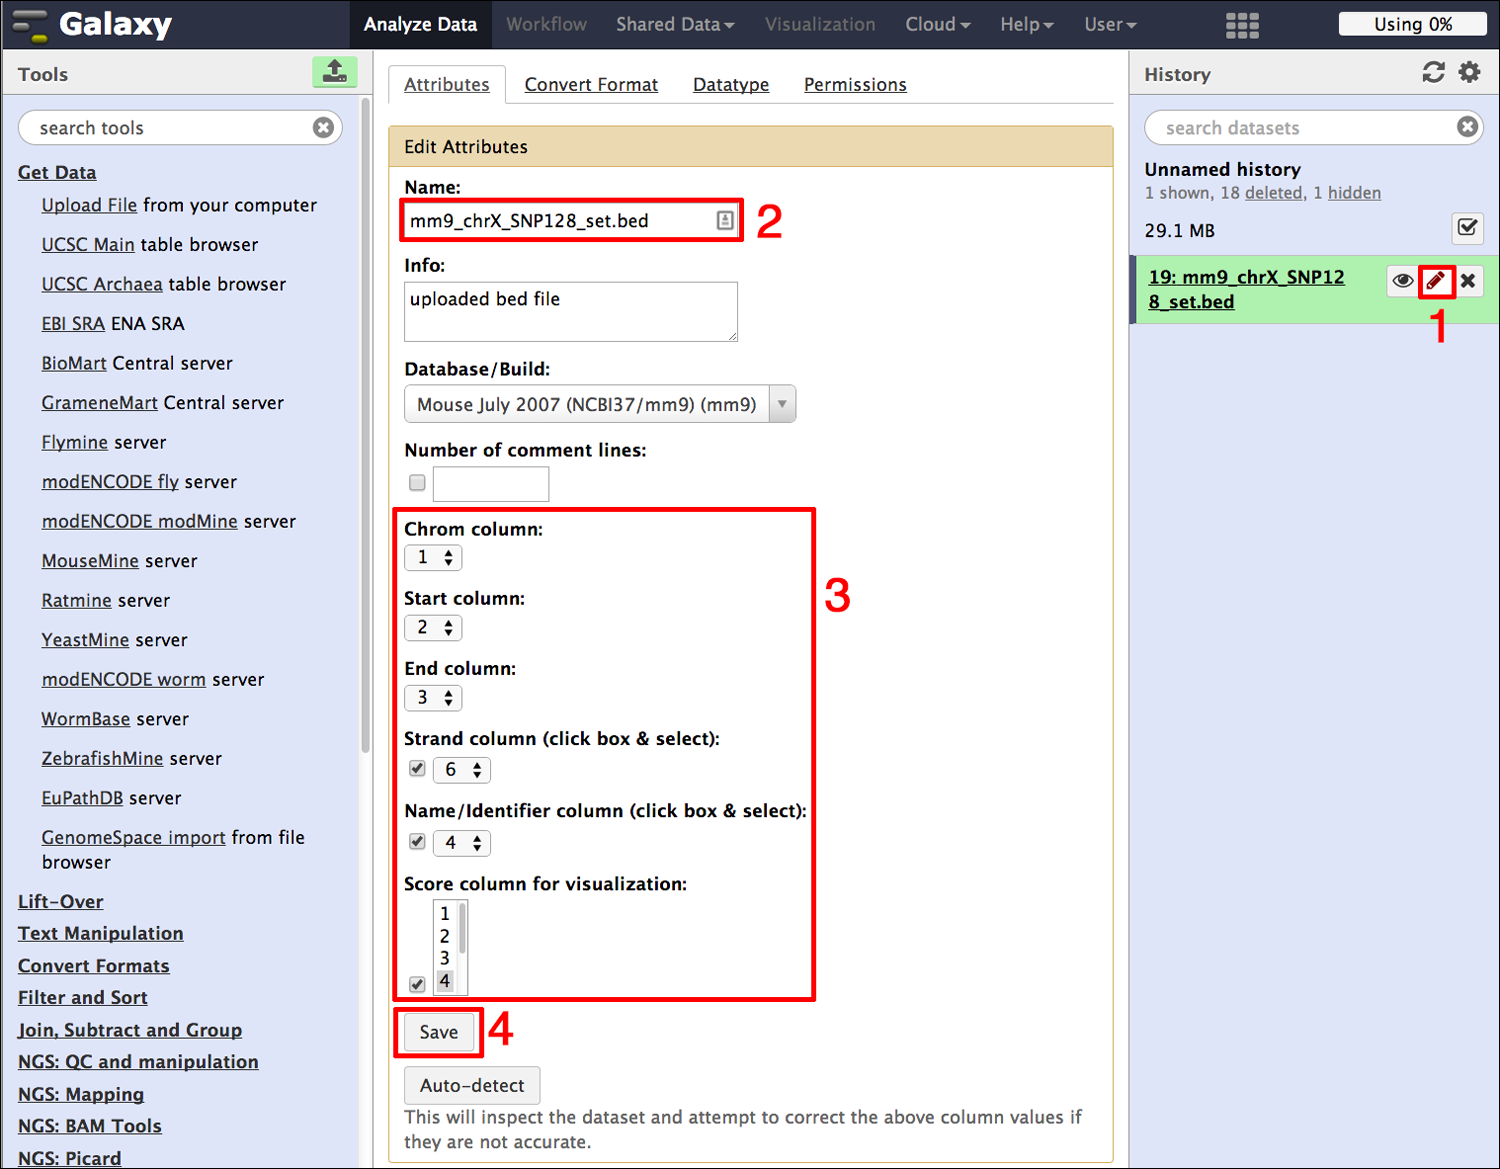 Galaxy
Analyze Data
Workflow
Shared Data
Visualization
Cloud
Help
User
Using 0%
Tools
search tools
Get Data
Upload File from your computer
UCSC Main table browser
UCSC Archaea table browser
EBI SRA ENA SRA
BioMart Central server
GrameneMart Central server
Flymine server
modENCODE fly server
modENCODE modMine server
MouseMine server
Ratmine server
YeastMine server
modENCODE worm server
WormBase server
ZebrafishMine server
EuPathDB server
GenomeSpace import from file
browser
Lift-Over
Text Manipulation
Convert Formats
Filter and Sort
Join, Subtract and Group
NGS: QC and manipulation
NGS: Mapping
NGS: BAM Tools
NGS: Picard
Attributes
Convert Format
Datatype
Permissions
Edit Attributes
Name:
mm9_chrX_SNP128_set.bed
2
Info:
uploaded bed file
Database/Build:
Mouse July 2007 (NCBI37/mm9) (mm9)
Number of comment lines:
Chrom column:
1
3
Start column:
2
End column:
3
Strand column (click box & select):
6
Name/Identifier column (click box & select):
4
Score column for visualization:
1
2
3
4
Save
4
Auto-detect
This will inspect the dataset and attempt to correct the above column values if
they are not accurate.
History
search datasets
Unnamed history
1 shown, 18 deleted, 1 hidden
29.1 MB
19: mm9_chrX_SNP12
8_set.bed
1